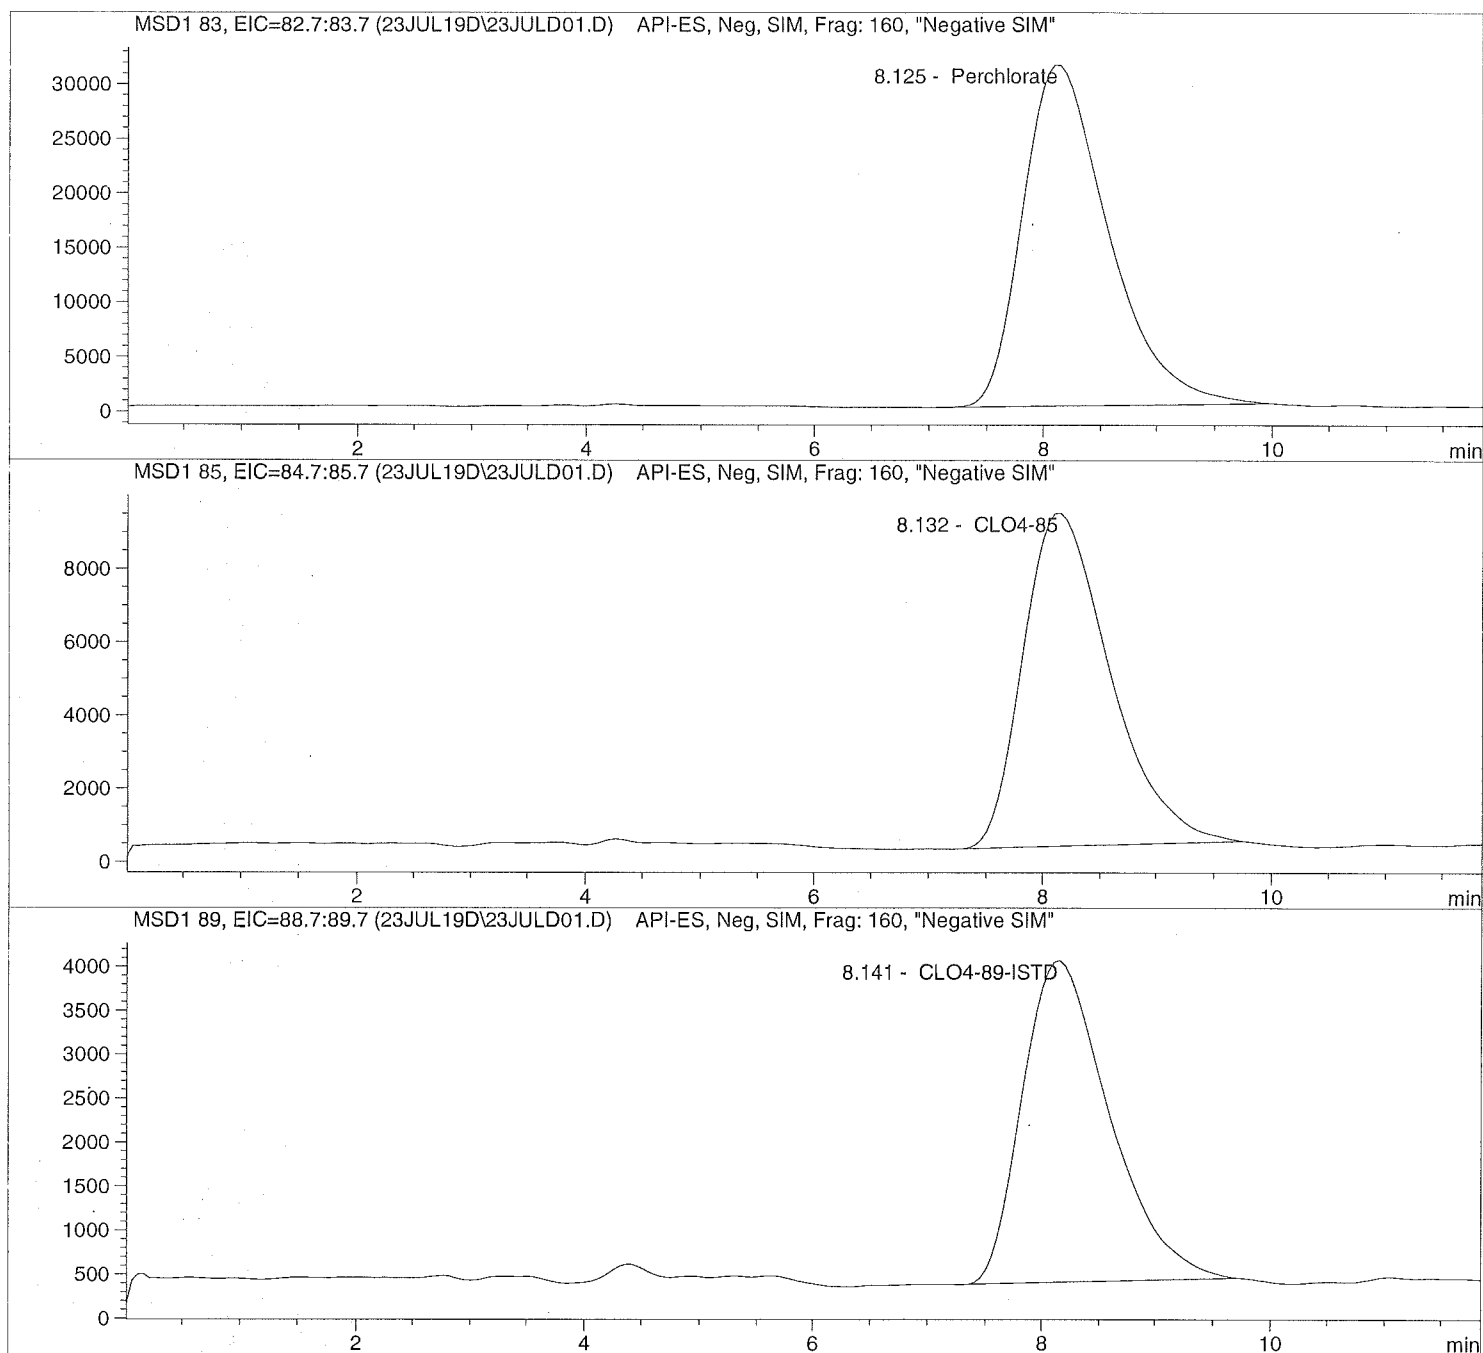 MSD1 83, EIC=82.7:83.7 (23JUL19D\23JULD01.D) API-ES, Neg, SIM, Frag: 160, "Negative SIM"
8.125 - Perchlorate
30000
25000
20000
15000
10000
5000
0
2 4 6 8 10 min
MSD1 85, EIC=84.7:85.7 (23JUL19D\23JULD01.D) API-ES, Neg, SIM, Frag: 160, "Negative SIM"
8.132 - CLO4-85
8000
6000
4000
2000
0
2 4 6 8 10 min
MSD1 89, EIC=88.7:89.7 (23JUL19D\23JULD01.D) API-ES, Neg, SIM, Frag: 160, "Negative SIM"
8.141 - CLO4-89-ISTD
4000
3500
3000
2500
2000
1500
1000
500
0
2 4 6 8 10 min